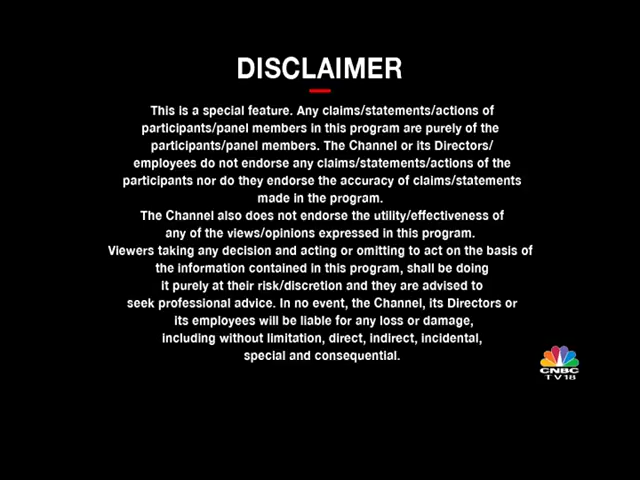 DISCLAIMER
This is a special feature. Any claims/statements/actions of
participants/panel members in this program are purely of the
participants/panel members. The Channel or its Directors/
employees do not endorse any claims/statements/actions of the
participants nor do they endorse the accuracy of claims/statements
made in the program.
The Channel also does not endorse the utility/effectiveness of
any of the views/opinions expressed in this program.
Viewers taking any decision and acting or omitting to act on the basis of
the information contained in this program, shall be doing
it purely at their risk/discretion and they are advised to
seek professional advice. In no event, the Channel, its Directors or
its employees will be liable for any loss or damage,
including without limitation, direct, indirect, incidental,
special and consequential.
CNBC
TV18